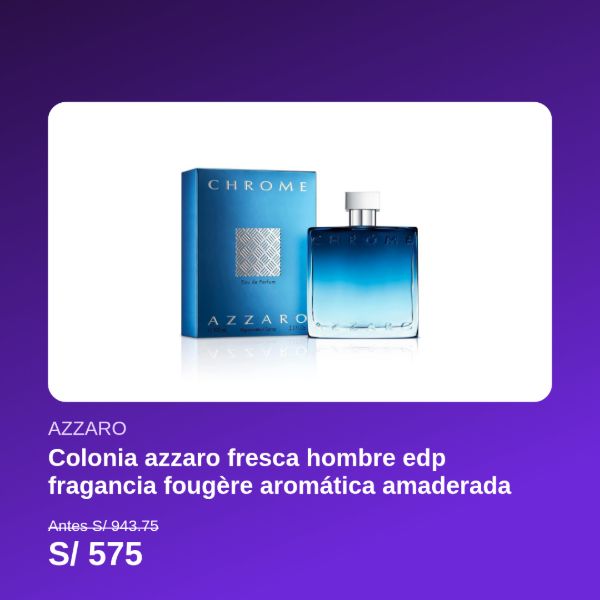 CHROME
Eau de Parfum
AZZARO
CHROME
AZZARO
Colonia azzaro fresca hombre edp
fragancia fougère aromática amaderada
Antes S/ 943.75
S/ 575